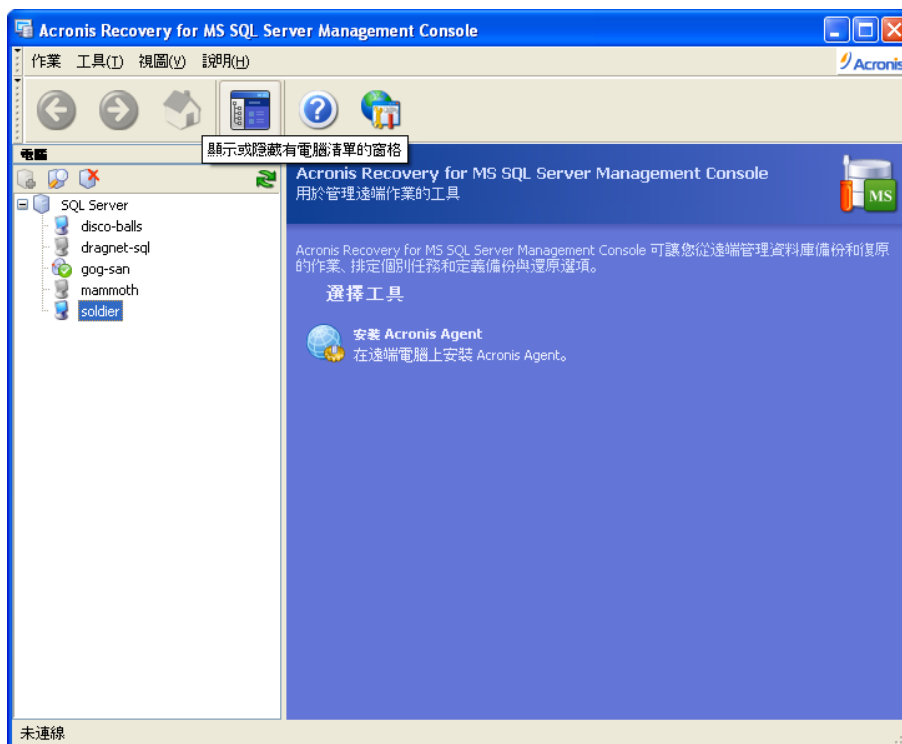 Acronis Recovery for MS SQL Server Management Console
作業 工具(T) 視圖(V) 說明(H)
Acronis
顯示或隐藏有電腦清單的窗格
電腦
Acronis Recovery for MS SQL Server Management Console
用於管理遠端作業的工具
MS
SQL Server
disco-balls
dragnet-sql
gog-san
mammoth
soldier
Acronis Recovery for MS SQL Server Management Console 可讓您從遠端管理資料庫備份和復原
的作業、排定個別任務和定義備份與還原選項。
選擇工具
安裝 Acronis Agent
在遠端電腦上安裝 Acronis Agent。
未連線